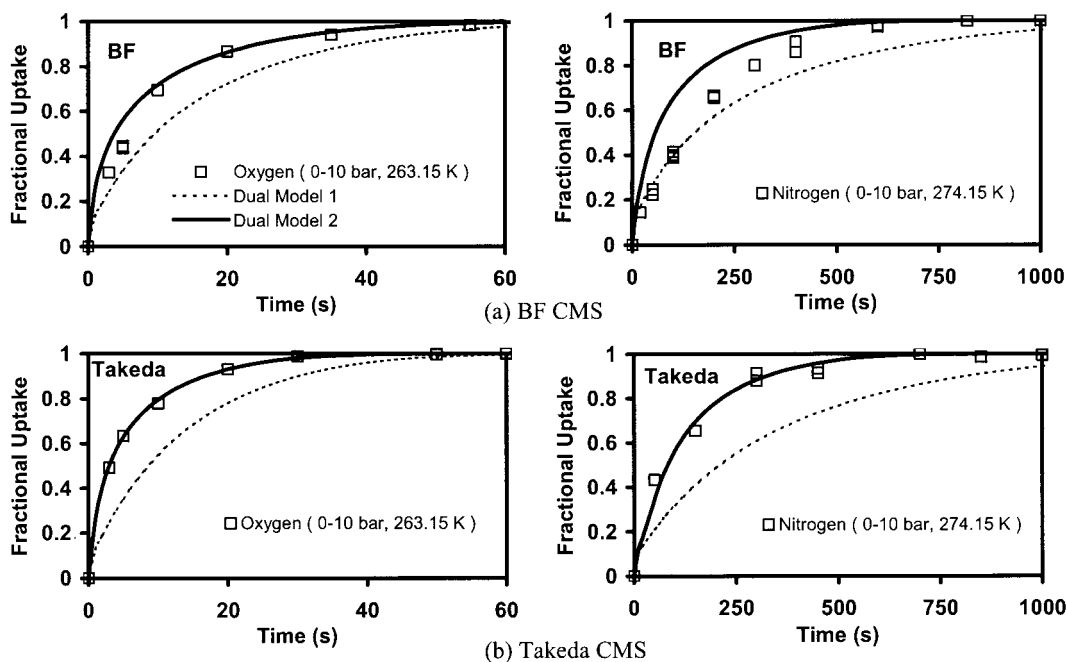 1
0.8
0.6
0.4
0.2
0
Fractional Uptake
BF
Oxygen ( 0-10 bar, 263.15 K )
Dual Model 1
Dual Model 2
0 20 40 60
Time (s)
1
0.8
0.6
0.4
0.2
0
Fractional Uptake
BF
Nitrogen ( 0-10 bar, 274.15 K )
0 250 500 750 1000
Time (s)
(a) BF CMS
1
0.8
0.6
0.4
0.2
0
Fractional Uptake
Takeda
Oxygen ( 0-10 bar, 263.15 K )
0 20 40 60
Time (s)
1
0.8
0.6
0.4
0.2
0
Fractional Uptake
Takeda
Nitrogen ( 0-10 bar, 274.15 K )
0 250 500 750 1000
Time (s)
(b) Takeda CMS